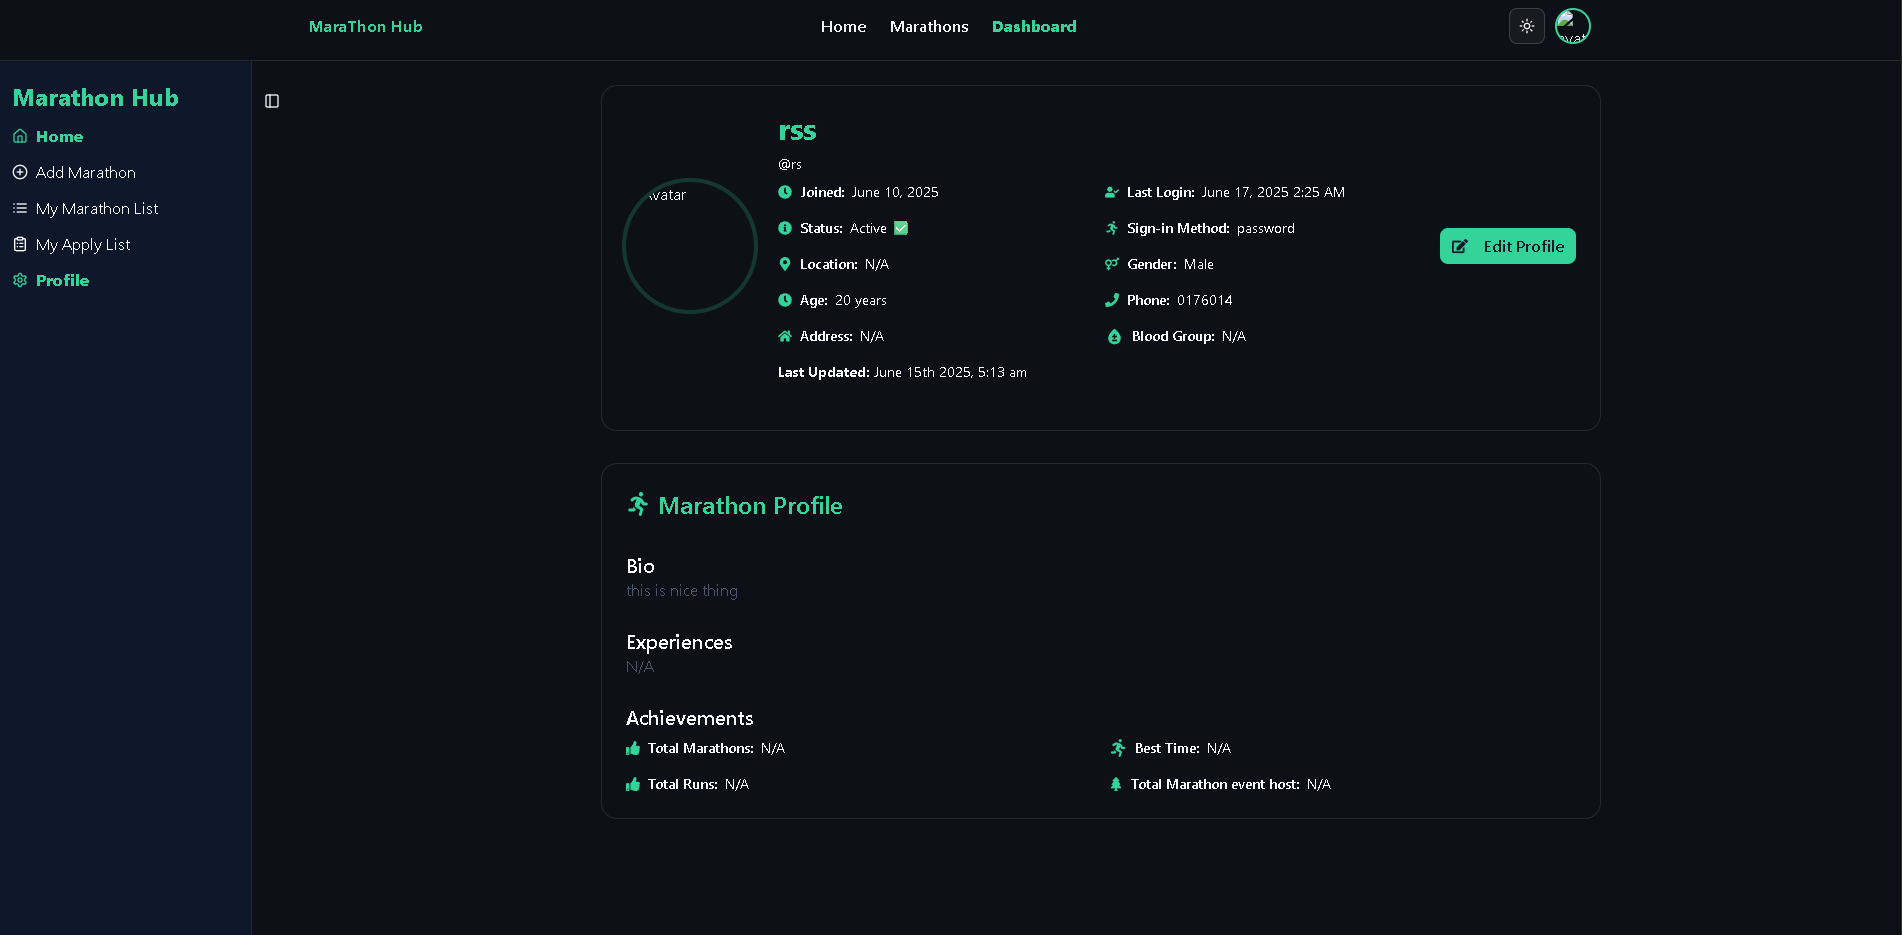 MaraThon Hub
Home Marathons Dashboard
Marathon Hub
Home
Add Marathon
My Marathon List
My Apply List
Profile
rss
@rs
Avatar
Joined: June 10, 2025
Last Login: June 17, 2025 2:25 AM
Status: Active ✅
Sign-in Method: password
Location: N/A
Gender: Male
Age: 20 years
Phone: 0176014
Address: N/A
Blood Group: N/A
Last Updated: June 15th 2025, 5:13 am
Edit Profile
Marathon Profile
Bio
this is nice thing
Experiences
N/A
Achievements
Total Marathons: N/A
Best Time: N/A
Total Runs: N/A
Total Marathon event host: N/A